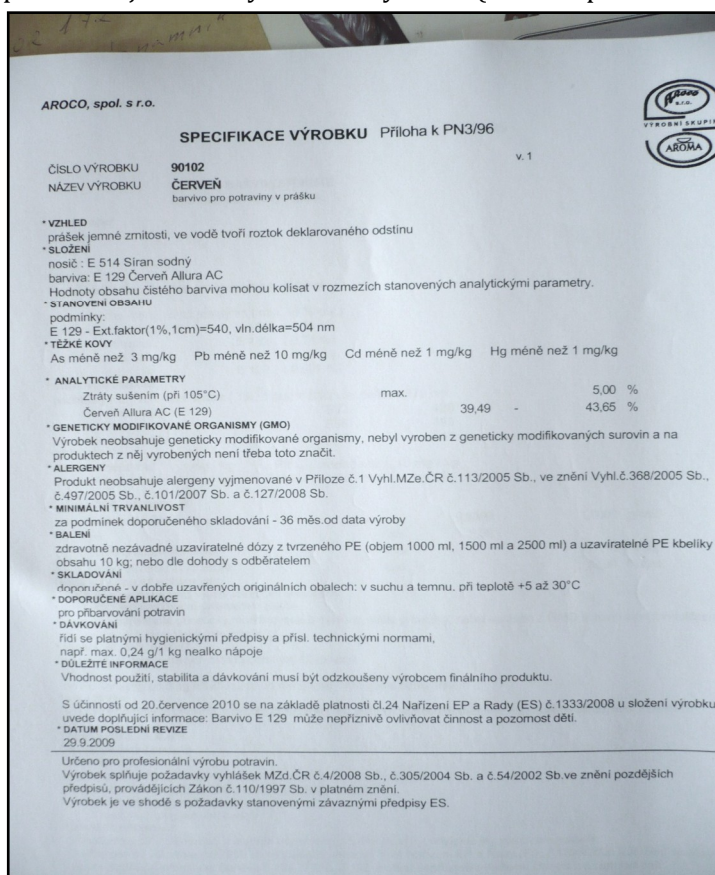 AROCO, spol. s r.o.
Aroco
s.r.o.
VÝROBNÍ SKUPIN
AROMA
SPECIFIKACE VÝROBKU Příloha k PN3/96
v. 1
ČÍSLO VÝROBKU 90102
NÁZEV VÝROBKU ČERVEŇ
barvivo pro potraviny v prášku
* VZHLED
prášek jemné zrnitosti, ve vodě tvoří roztok deklarovaného odstínu
* SLOŽENÍ
nosič : E 514 Síran sodný
barviva: E 129 Červeň Allura AC
Hodnoty obsahu čistého barviva mohou kolísat v rozmezích stanovených analytickými parametry.
* STANOVENÍ OBSAHU
podmínky:
E 129 - Ext.faktor(1%,1cm)=540, vln.délka=504 nm
* TĚŽKÉ KOVY
As méně než 3 mg/kg Pb méně než 10 mg/kg Cd méně než 1 mg/kg Hg méně než 1 mg/kg
* ANALYTICKÉ PARAMETRY
Ztráty sušením (při 105°C) max. 5,00 %
Červeň Allura AC (E 129) 39,49 - 43,65 %
* GENETICKY MODIFIKOVANÉ ORGANISMY (GMO)
Výrobek neobsahuje geneticky modifikované organismy, nebyl vyroben z geneticky modifikovaných surovin a na
produktech z něj vyrobených není třeba toto značit.
* ALERGENY
Produkt neobsahuje alergeny vyjmenované v Příloze č.1 Vyhl.MZe.ČR č.113/2005 Sb., ve znění Vyhl.č.368/2005 Sb.,
č.497/2005 Sb., č.101/2007 Sb. a č.127/2008 Sb.
* MINIMÁLNÍ TRVANLIVOST
za podmínek doporučeného skladování - 36 měs.od data výroby
* BALENÍ
zdravotně nezávadné uzavíratelné dózy z tvrzeného PE (objem 1000 ml, 1500 ml a 2500 ml) a uzavíratelné PE kbelíky
obsahu 10 kg; nebo dle dohody s odběratelem
* SKLADOVÁNÍ
doporučené - v dobře uzavřených originálních obalech: v suchu a temnu, při teplotě +5 až 30°C
* DOPORUČENÉ APLIKACE
pro přibarvování potravin
* DÁVKOVÁNÍ
řídí se platnými hygienickými předpisy a přísl. technickými normami,
např. max. 0,24 g/1 kg nealko nápoje
* DŮLEŽITÉ INFORMACE
Vhodnost použití, stabilita a dávkování musí být odzkoušeny výrobcem finálního produktu.
S účinností od 20.července 2010 se na základě platnosti čl.24 Nařízení EP a Rady (ES) č.1333/2008 u složení výrobku
uvede doplňující informace: Barvivo E 129 může nepříznivě ovlivňovat činnost a pozornost dětí.
* DATUM POSLEDNÍ REVIZE
29.9.2009
Určeno pro profesionální výrobu potravin.
Výrobek splňuje požadavky vyhlášek MZd.ČR č.4/2008 Sb., č.305/2004 Sb. a č.54/2002 Sb.ve znění pozdějších
předpisů, provádějících Zákon č.110/1997 Sb. v platném znění.
Výrobek je ve shodě s požadavky stanovenými závaznými předpisy ES.